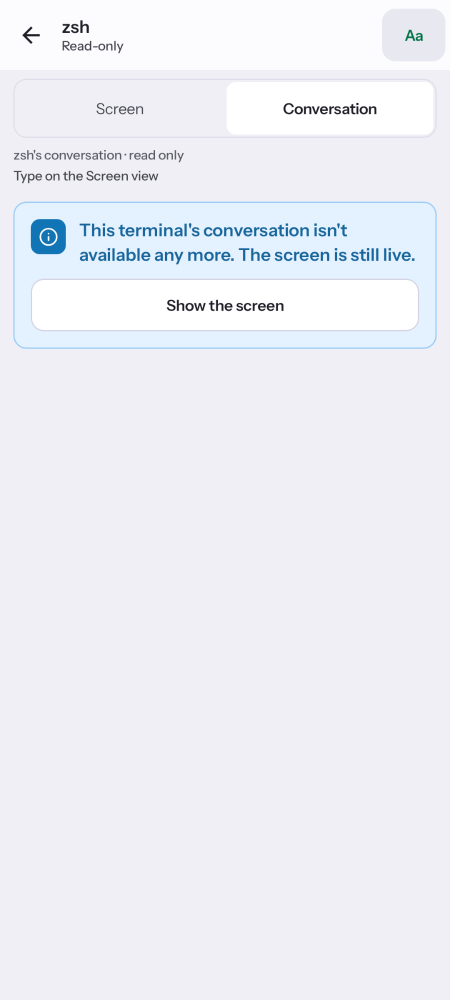 zsh
Read-only
Aa
Screen
Conversation
zsh's conversation · read only
Type on the Screen view
This terminal's conversation isn't
available any more. The screen is still live.
Show the screen